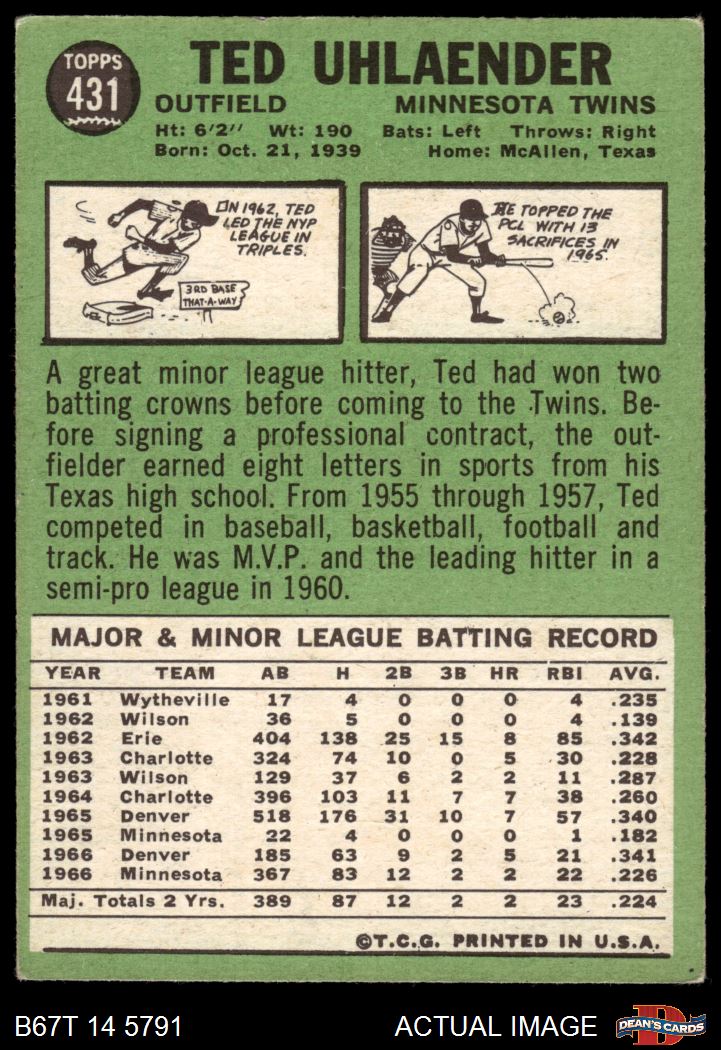 TOPPS
431
TED UHLAENDER
OUTFIELD MINNESOTA TWINS
Ht: 6'2" Wt: 190 Bats: Left Throws: Right
Born: Oct. 21, 1939 Home: McAllen, Texas
ON 1962, TED
LED THE NYP
LEAGUE IN
TRIPLES.
3RD BASE
THAT-A-WAY
HE TOPPED THE
PCL WITH 13
SACRIFICES IN
1965.
A great minor league hitter, Ted had won two
batting crowns before coming to the Twins. Be-
fore signing a professional contract, the out-
fielder earned eight letters in sports from his
Texas high school. From 1955 through 1957, Ted
competed in baseball, basketball, football and
track. He was M.V.P. and the leading hitter in a
semi-pro league in 1960.
MAJOR & MINOR LEAGUE BATTING RECORD
YEAR TEAM AB H 2B 3B HR RBI AVG.
1961 Wytheville 17 4 0 0 0 4 .235
1962 Wilson 36 5 0 0 0 4 .139
1962 Erie 404 138 25 15 8 85 .342
1963 Charlotte 324 74 10 0 5 30 .228
1963 Wilson 129 37 6 2 2 11 .287
1964 Charlotte 396 103 11 7 7 38 .260
1965 Denver 518 176 31 10 7 57 .340
1965 Minnesota 22 4 0 0 0 1 .182
1966 Denver 185 63 9 2 5 21 .341
1966 Minnesota 367 83 12 2 2 22 .226
Maj. Totals 2 Yrs. 389 87 12 2 2 23 .224
©T.C.G. PRINTED IN U.S.A.
B67T 14 5791 ACTUAL IMAGE
D
DEAN'S CARDS